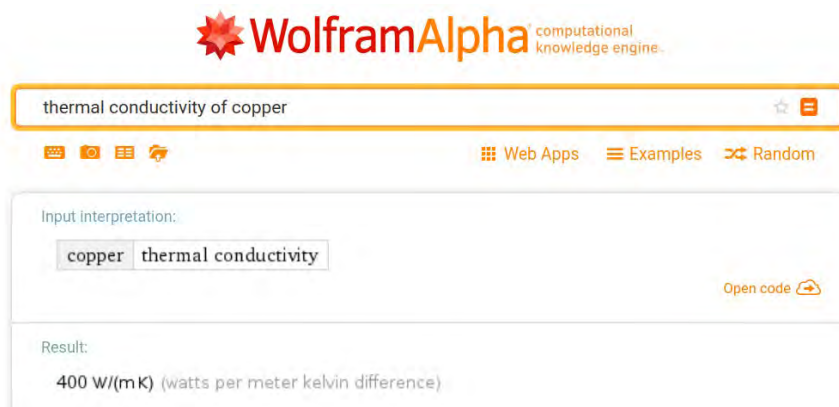 WolframAlpha computational
knowledge engine.
thermal conductivity of copper
Web Apps Examples Random
Input interpretation:
copper thermal conductivity
Open code
Result:
400 W/(m K) (watts per meter kelvin difference)